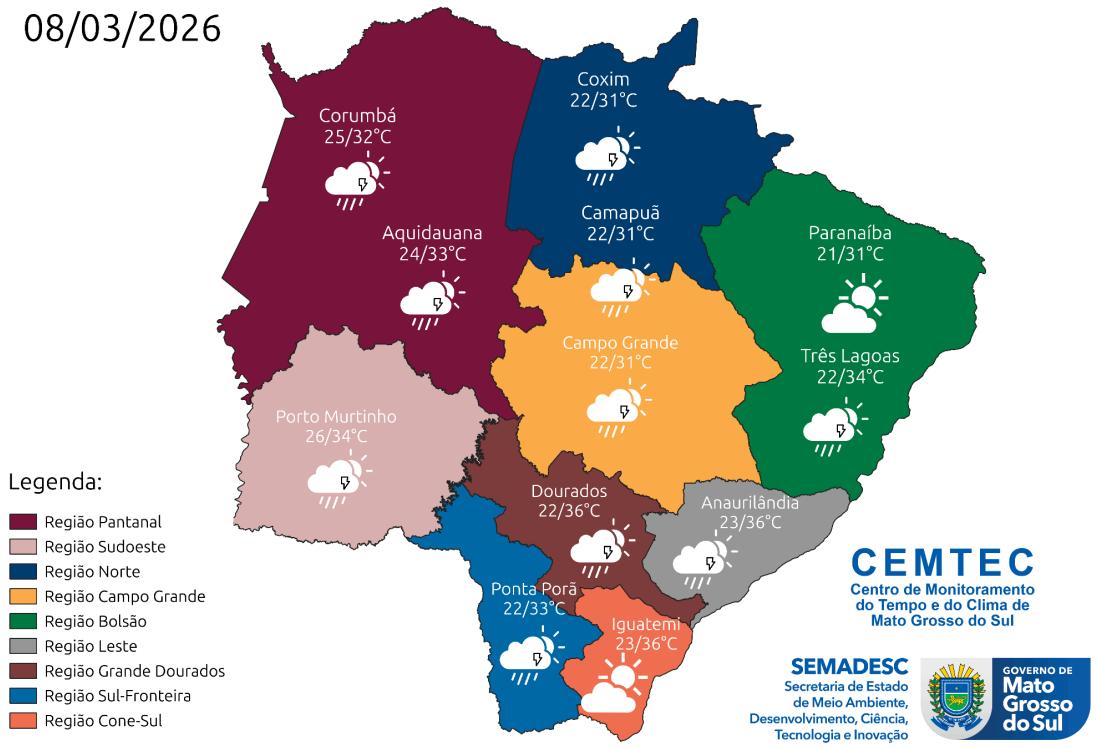 08/03/2026
Coxim
22/31°C
Corumbá
25/32°C
Camapuã
22/31°C
Aquidauana
24/33°C
Paranaíba
21/31°C
Campo Grande
22/31°C
Três Lagoas
22/34°C
Porto Murtinho
26/34°C
Dourados
22/36°C
Anaurilândia
23/36°C
Ponta Porã
22/33°C
Iguatemi
23/36°C
Legenda:
Região Pantanal
Região Sudoeste
Região Norte
Região Campo Grande
Região Bolsão
Região Leste
Região Grande Dourados
Região Sul-Fronteira
Região Cone-Sul
CEMTEC
Centro de Monitoramento
do Tempo e do Clima de
Mato Grosso do Sul
SEMADESC
Secretaria de Estado
de Meio Ambiente,
Desenvolvimento, Ciência,
Tecnologia e Inovação
GOVERNO DE
Mato
Grosso
do Sul